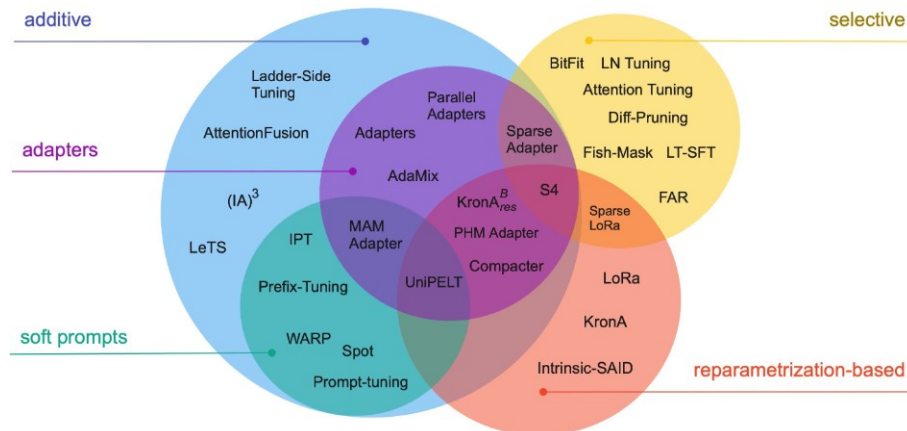 additive
selective
Ladder-Side
Tuning
AttentionFusion
(IA)³
LeTS
adapters
Parallel
Adapters
Adapters
AdaMix
Sparse
Adapter
BitFit
LN Tuning
Attention Tuning
Diff-Pruning
Fish-Mask
LT-SFT
FAR
S4
Sparse
LoRa
KronA^B_res
PHM Adapter
Compacter
MAM
Adapter
UniPELT
IPT
Prefix-Tuning
WARP
Spot
Prompt-tuning
soft prompts
LoRa
KronA
Intrinsic-SAID
reparametrization-based